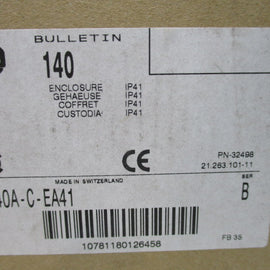 BULLETIN
140
ENCLOSURE IP41
GEHAEUSE IP41
COFFRET IP41
CUSTODIA IP41
CE
PN-32498
21.263.101-11
MADE IN SWITZERLAND
SER
40A-C-EA41
B
10781180126458
FB 35